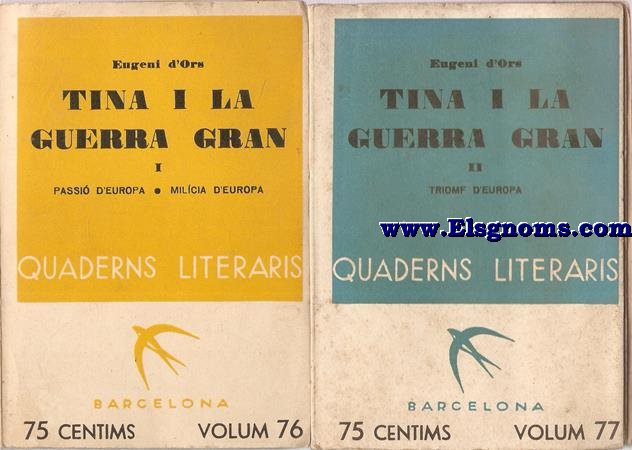 Eugeni d'Ors
TINA I LA
GUERRA GRAN
I
PASSIÓ D'EUROPA • MILÍCIA D'EUROPA
QUADERNS LITERARIS
BARCELONA
75 CENTIMS VOLUM 76
Eugeni d'Ors
TINA I LA
GUERRA GRAN
II
TRIOMF D'EUROPA
www.Elsgnoms.com
QUADERNS LITERARIS
BARCELONA
75 CENTIMS VOLUM 77